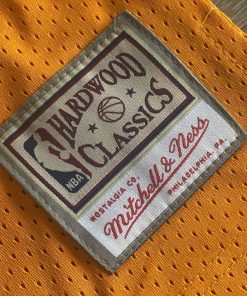 HARDWOOD
CLASSICS
NBA
NOSTALGIA CO.
Mitchell & Ness
PHILADELPHIA, PA.